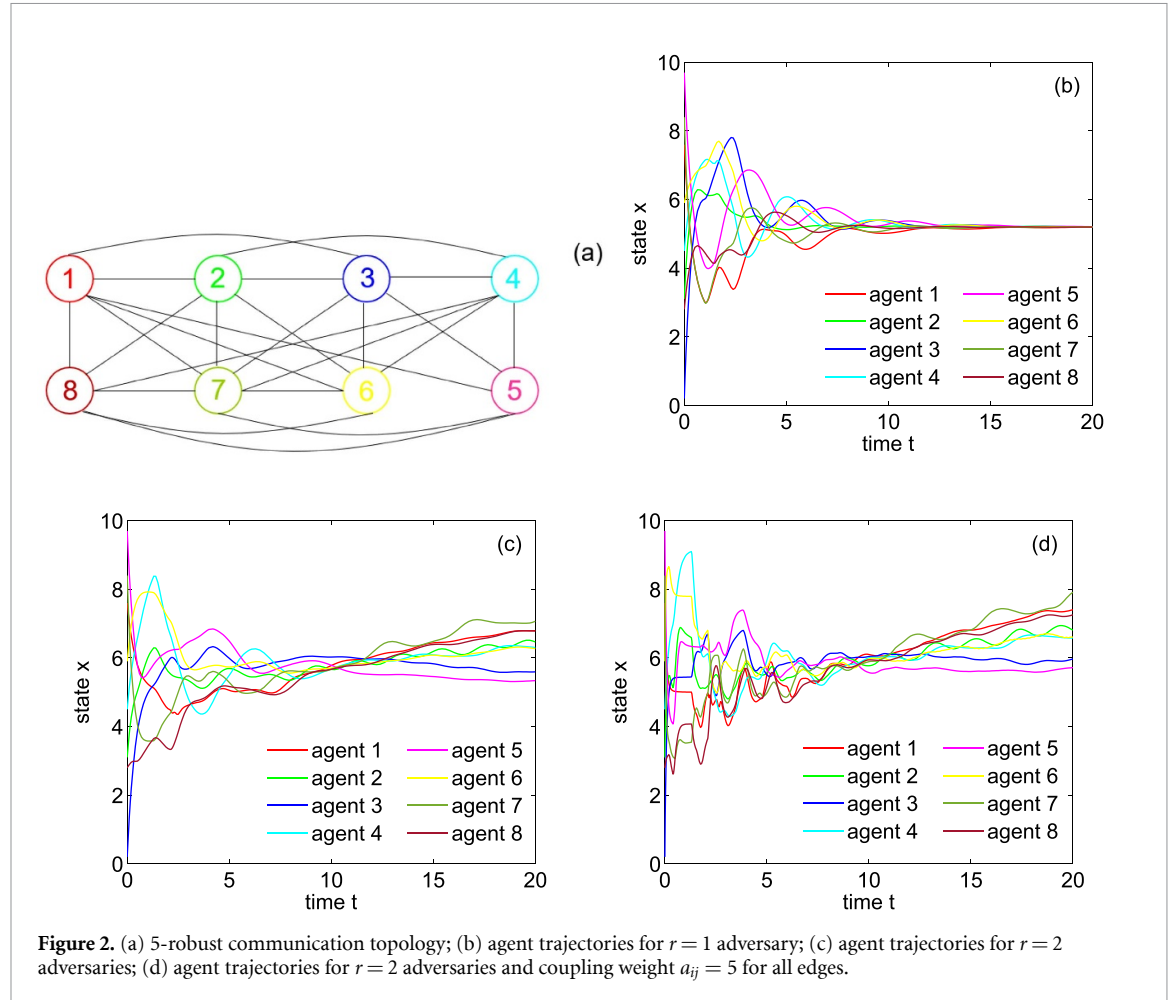 (a)
1 2 3 4
8 7 6 5
(b)
10
8
6
4
2
0
state x
agent 1 agent 5
agent 2 agent 6
agent 3 agent 7
agent 4 agent 8
0 5 10 15 20
time t
(c)
10
8
6
4
2
0
state x
agent 1 agent 5
agent 2 agent 6
agent 3 agent 7
agent 4 agent 8
0 5 10 15 20
time t
(d)
10
8
6
4
2
0
state x
agent 1 agent 5
agent 2 agent 6
agent 3 agent 7
agent 4 agent 8
0 5 10 15 20
time t
Figure 2. (a) 5-robust communication topology; (b) agent trajectories for r = 1 adversary; (c) agent trajectories for r = 2
adversaries; (d) agent trajectories for r = 2 adversaries and coupling weight aij = 5 for all edges.